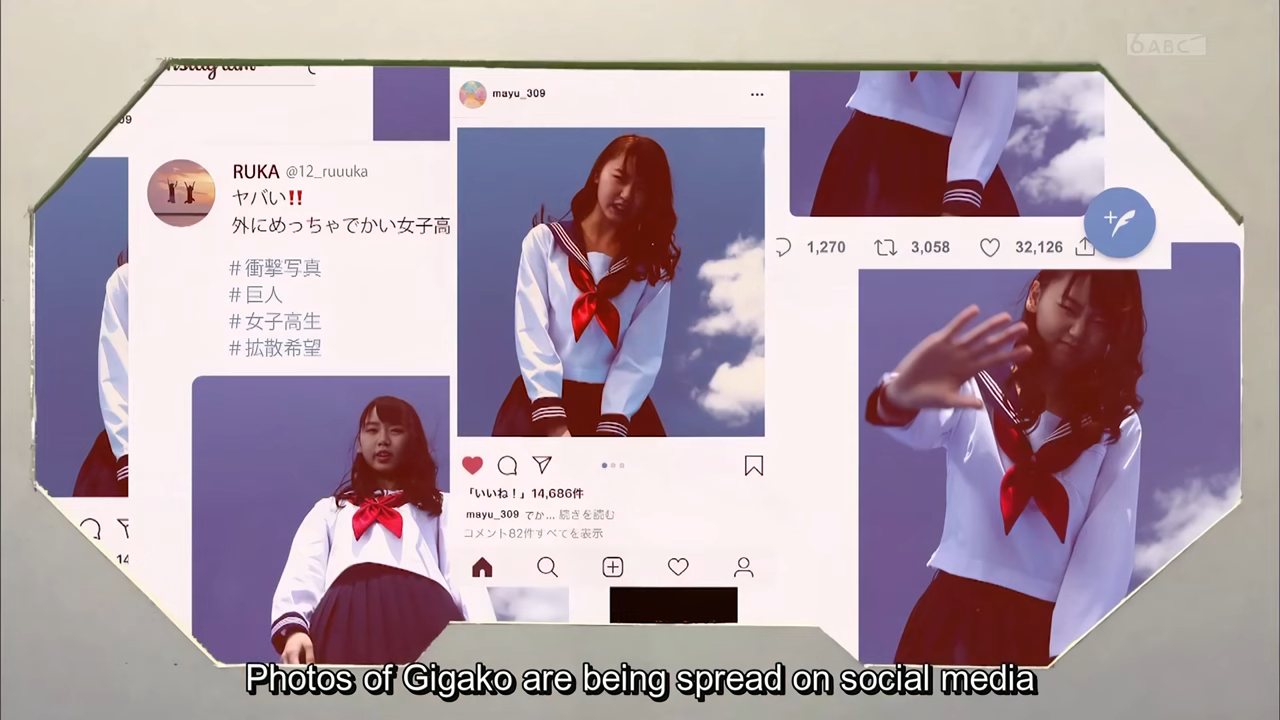 6ABC
Instagram
09
mayu_309
RUKA @12_ruuuka
ヤバい‼
外にめっちゃでかい女子高
#衝撃写真
#巨人
#女子高生
#拡散希望
1,270 3,058 32,126
「いいね！」14,686件
mayu_309 でか... 続きを読む
コメント82件すべてを表示
14
Photos of Gigako are being spread on social media